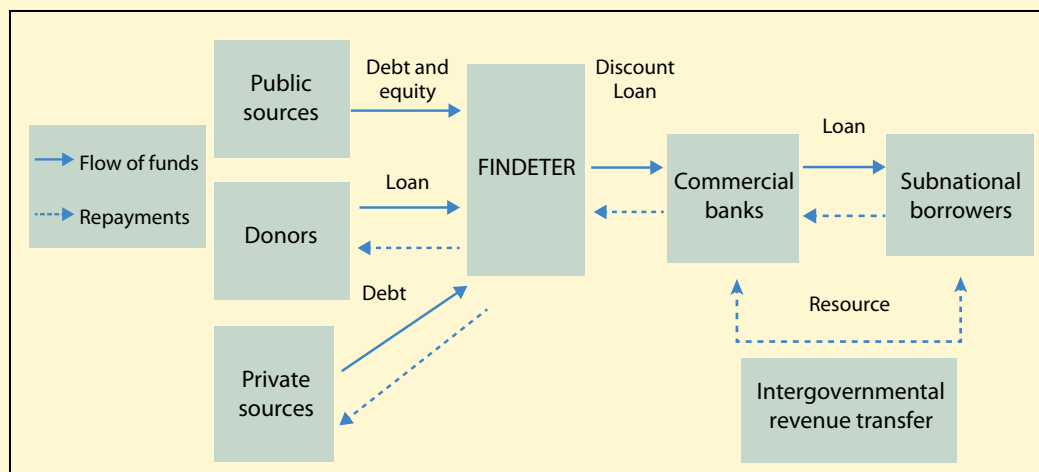 Flow of funds
Repayments
Public
sources
Debt and
equity
Donors
Loan
Private
sources
Debt
FINDETER
Discount
Loan
Commercial
banks
Loan
Subnational
borrowers
Resource
Intergovernmental
revenue transfer